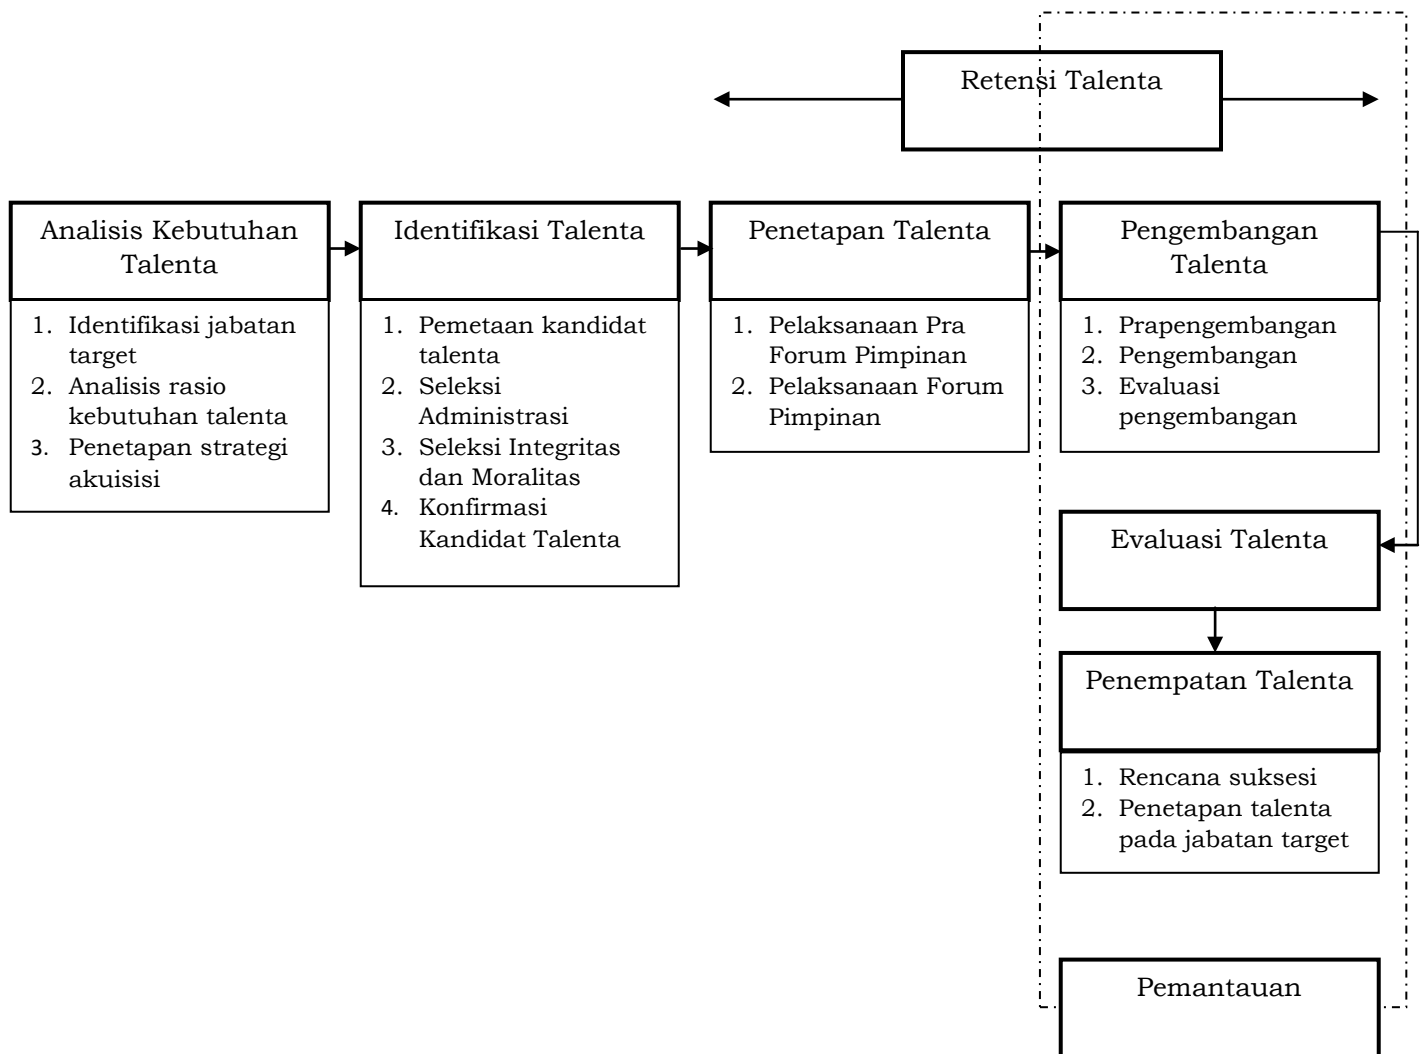 Retensi Talenta
Analisis Kebutuhan
Talenta
1. Identifikasi jabatan
target
2. Analisis rasio
kebutuhan talenta
3. Penetapan strategi
akuisisi
Identifikasi Talenta
1. Pemetaan kandidat
talenta
2. Seleksi
Administrasi
3. Seleksi Integritas
dan Moralitas
4. Konfirmasi
Kandidat Talenta
Penetapan Talenta
1. Pelaksanaan Pra
Forum Pimpinan
2. Pelaksanaan Forum
Pimpinan
Pengembangan
Talenta
1. Prapengembangan
2. Pengembangan
3. Evaluasi
pengembangan
Evaluasi Talenta
Penempatan Talenta
1. Rencana suksesi
2. Penetapan talenta
pada jabatan target
Pemantauan